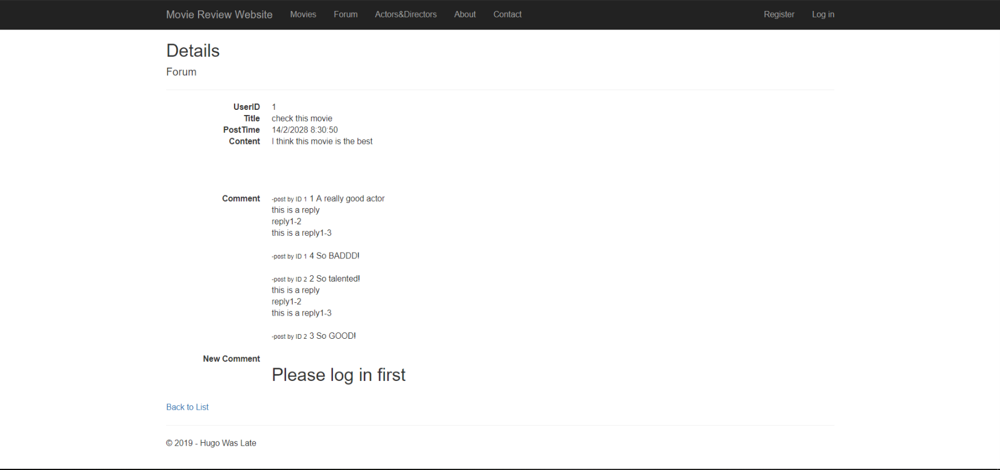 Movie Review Website Movies Forum Actors&Directors About Contact Register Log in
Details
Forum
UserID 1
Title check this movie
PostTime 14/2/2028 8:30:50
Content I think this movie is the best
Comment -post by ID 1 1 A really good actor
this is a reply
reply1-2
this is a reply1-3
-post by ID 1 4 So BADDD!
-post by ID 2 2 So talented!
this is a reply
reply1-2
this is a reply1-3
-post by ID 2 3 So GOOD!
New Comment
Please log in first
Back to List
© 2019 - Hugo Was Late